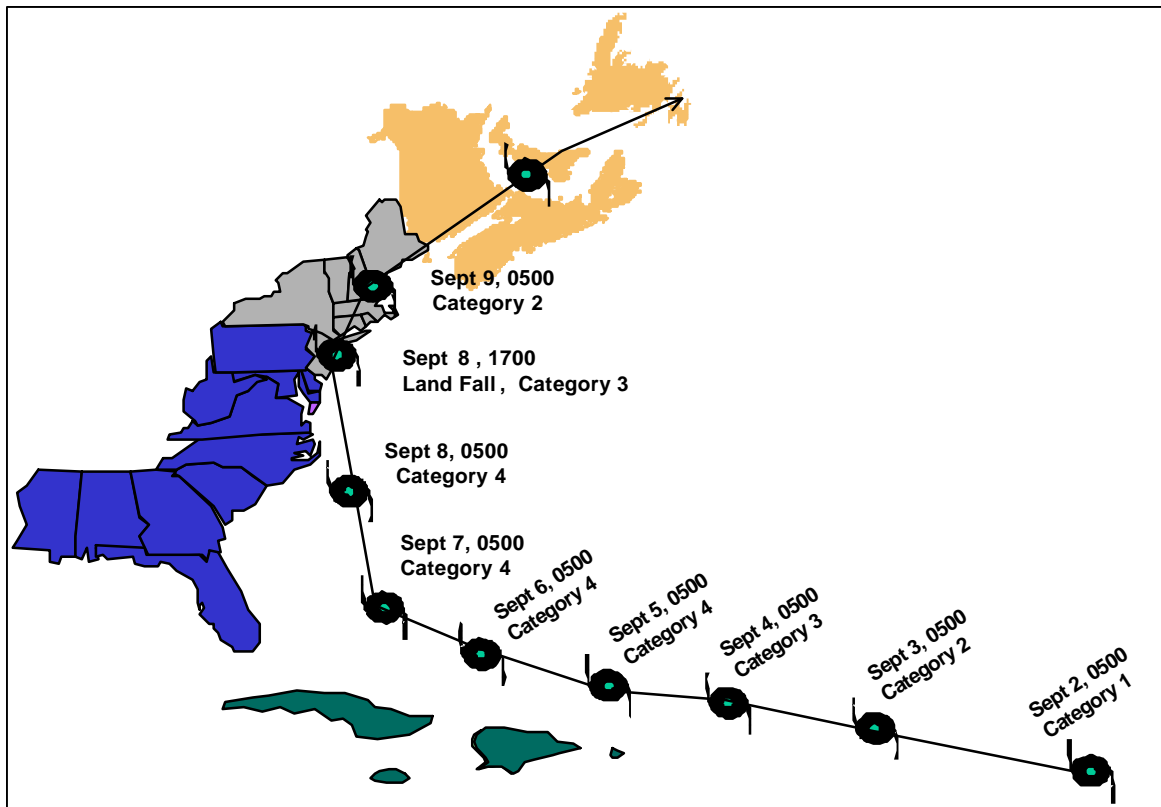 Sept 9, 0500
Category 2
Sept 8 , 1700
Land Fall , Category 3
Sept 8, 0500
Category 4
Sept 7, 0500
Category 4
Sept 6, 0500
Category 4
Sept 5, 0500
Category 4
Sept 4, 0500
Category 3
Sept 3, 0500
Category 2
Sept 2, 0500
Category 1